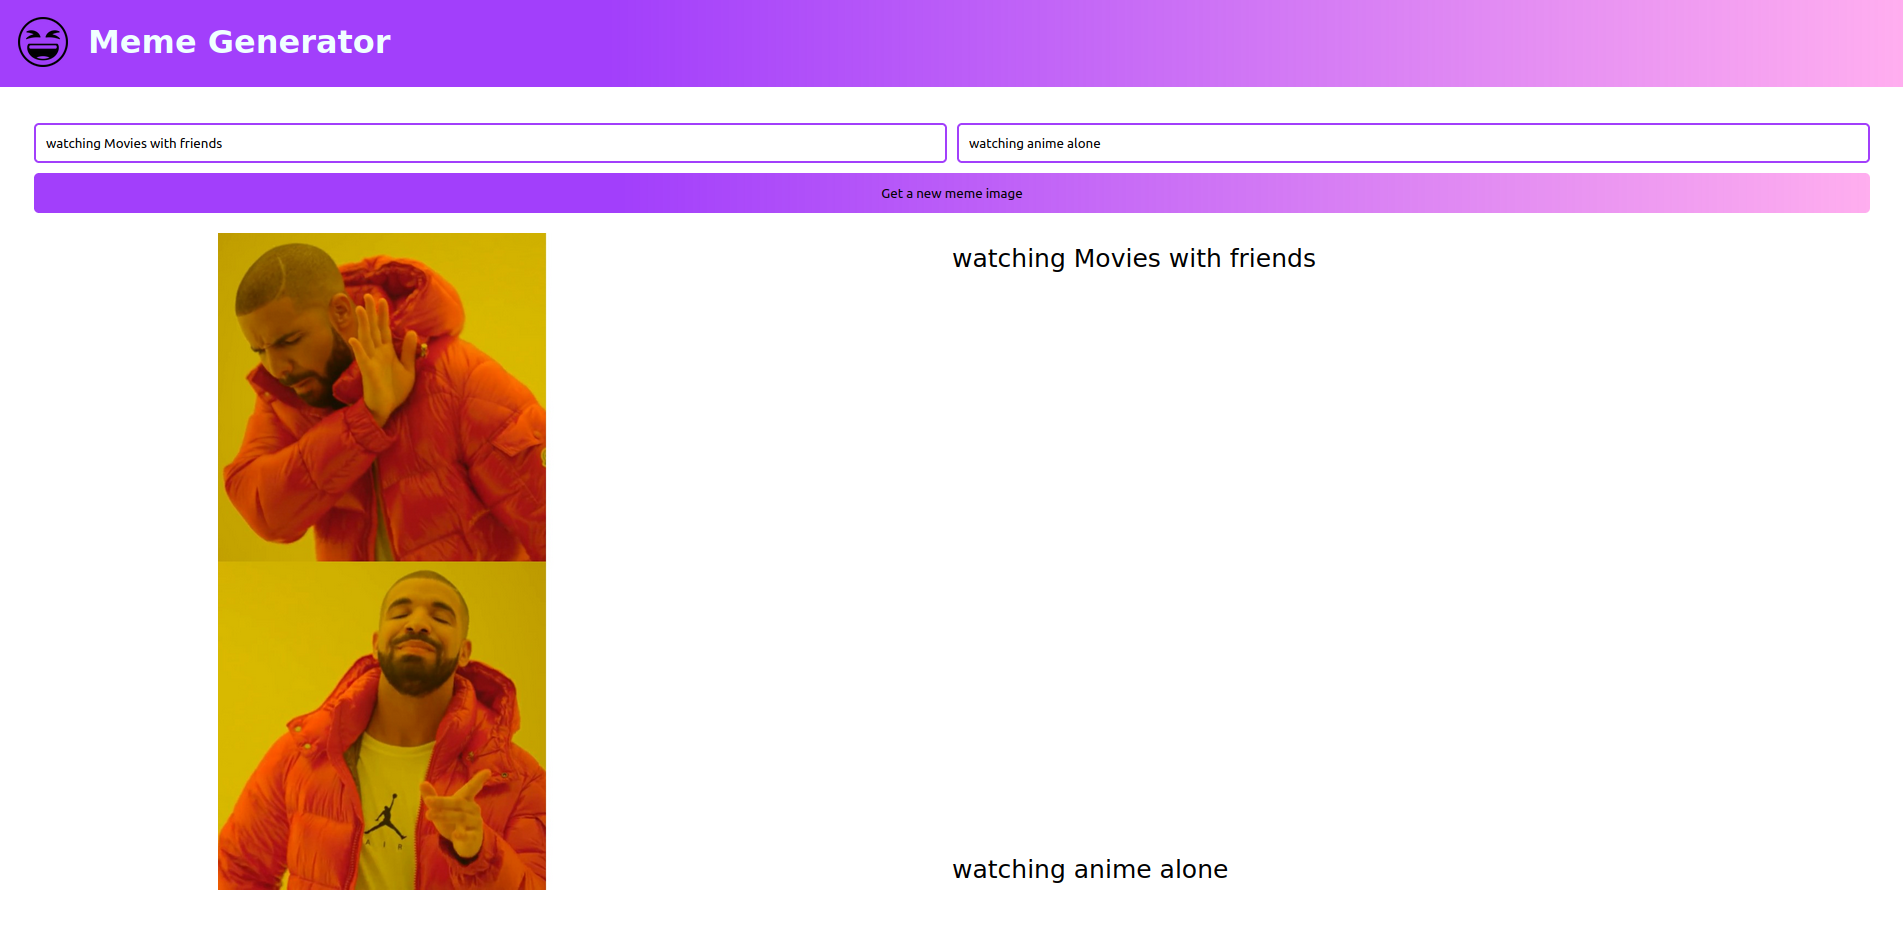 Meme Generator
watching Movies with friends
watching anime alone
Get a new meme image
watching Movies with friends
AIR
watching anime alone